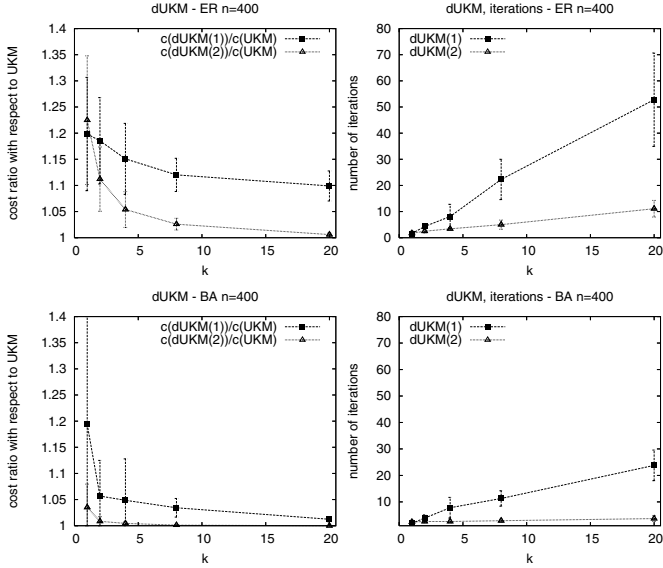 dUKM - ER n=400
cost ratio with respect to UKM
1.4
1.35
1.3
1.25
1.2
1.15
1.1
1.05
1
c(dUKM(1))/c(UKM)
c(dUKM(2))/c(UKM)
0 5 10 15 20
k
dUKM, iterations - ER n=400
number of iterations
80
70
60
50
40
30
20
10
0
dUKM(1)
dUKM(2)
0 5 10 15 20
k
dUKM - BA n=400
cost ratio with respect to UKM
1.4
1.35
1.3
1.25
1.2
1.15
1.1
1.05
1
c(dUKM(1))/c(UKM)
c(dUKM(2))/c(UKM)
0 5 10 15 20
k
dUKM, iterations - BA n=400
number of iterations
80
70
60
50
40
30
20
10
0
dUKM(1)
dUKM(2)
0 5 10 15 20
k